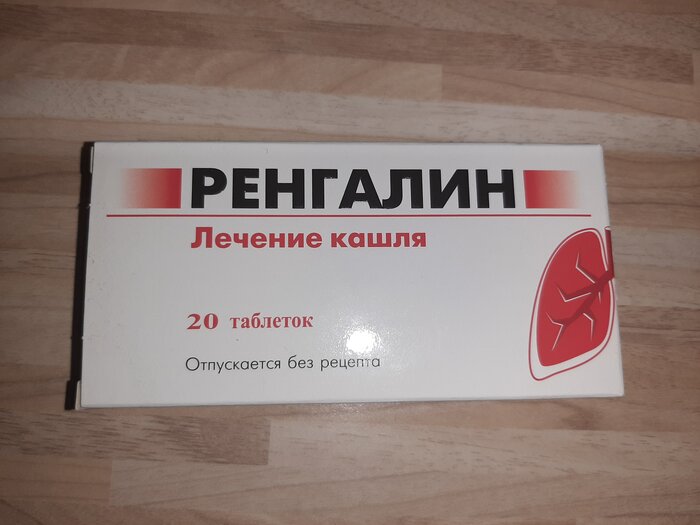 РЕНГАЛИН
Лечение кашля
20 таблеток
Отпускается без рецепта